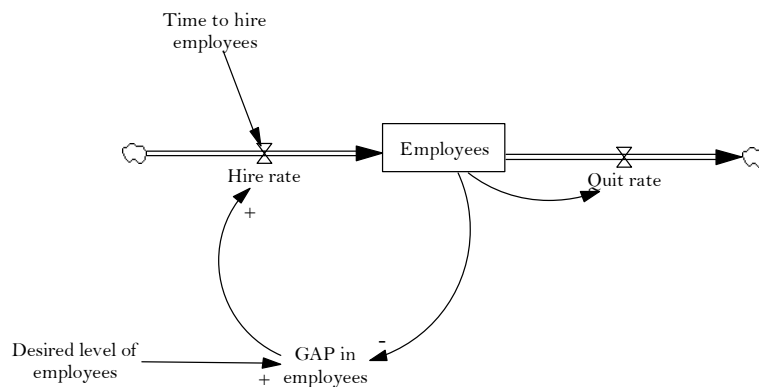 Time to hire
employees
Employees
Hire rate
Quit rate
+
-
Desired level of
employees
GAP in
employees
+